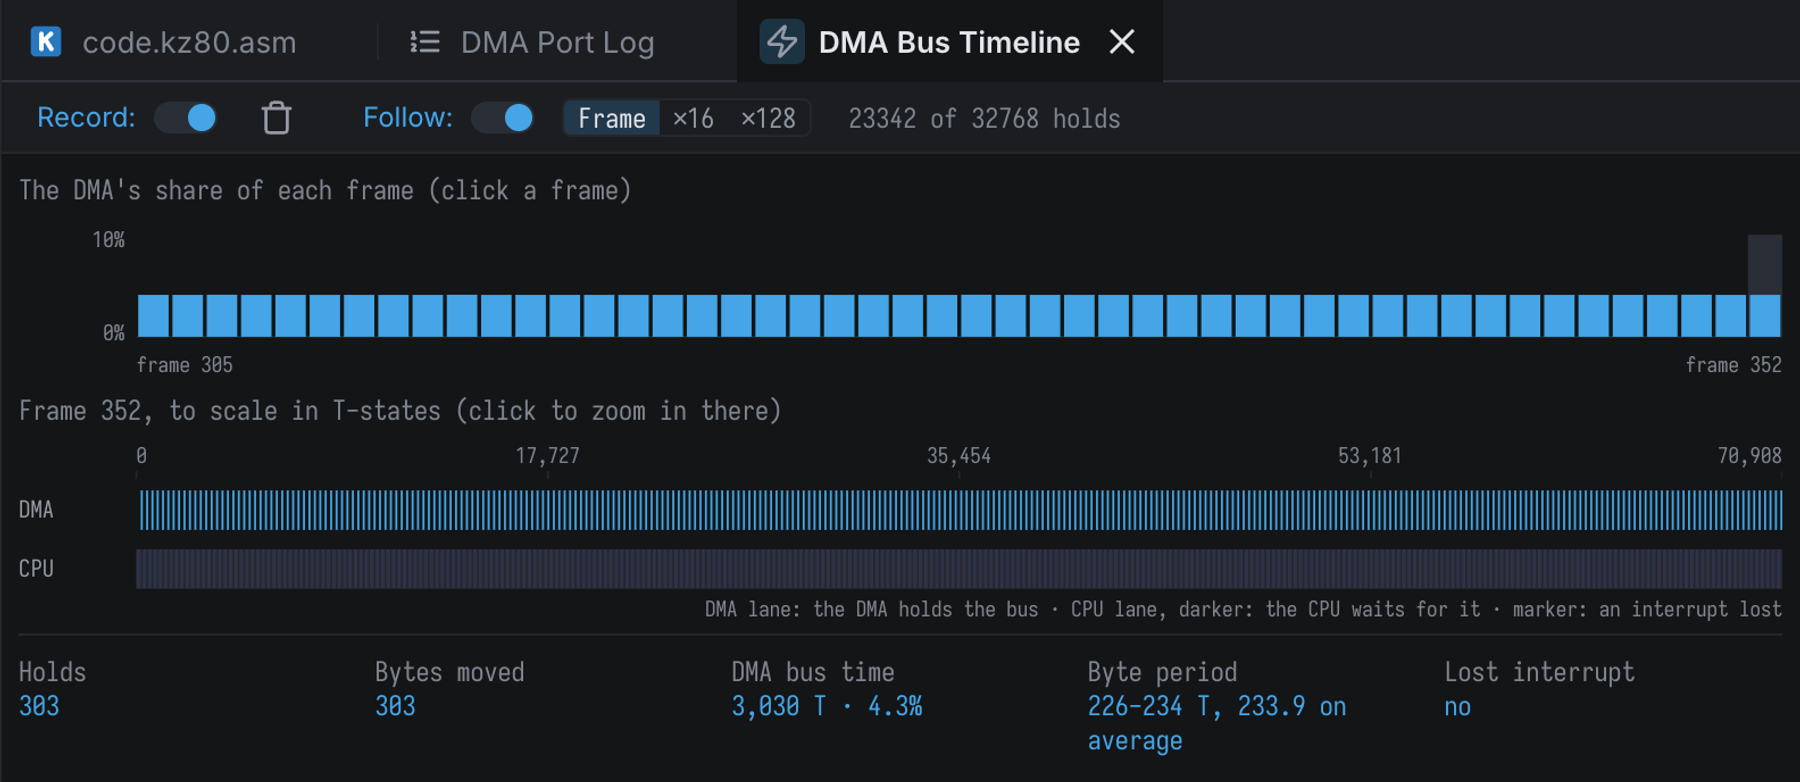 K code.kz80.asm DMA Port Log DMA Bus Timeline
Record: Follow: Frame ×16 ×128 23342 of 32768 holds
The DMA's share of each frame (click a frame)
10%
0%
frame 305 frame 352
Frame 352, to scale in T-states (click to zoom in there)
0 17,727 35,454 53,181 70,908
DMA
CPU
DMA lane: the DMA holds the bus · CPU lane, darker: the CPU waits for it · marker: an interrupt lost
Holds Bytes moved DMA bus time Byte period Lost interrupt
303 303 3,030 T · 4.3% 226–234 T, 233.9 on no
average